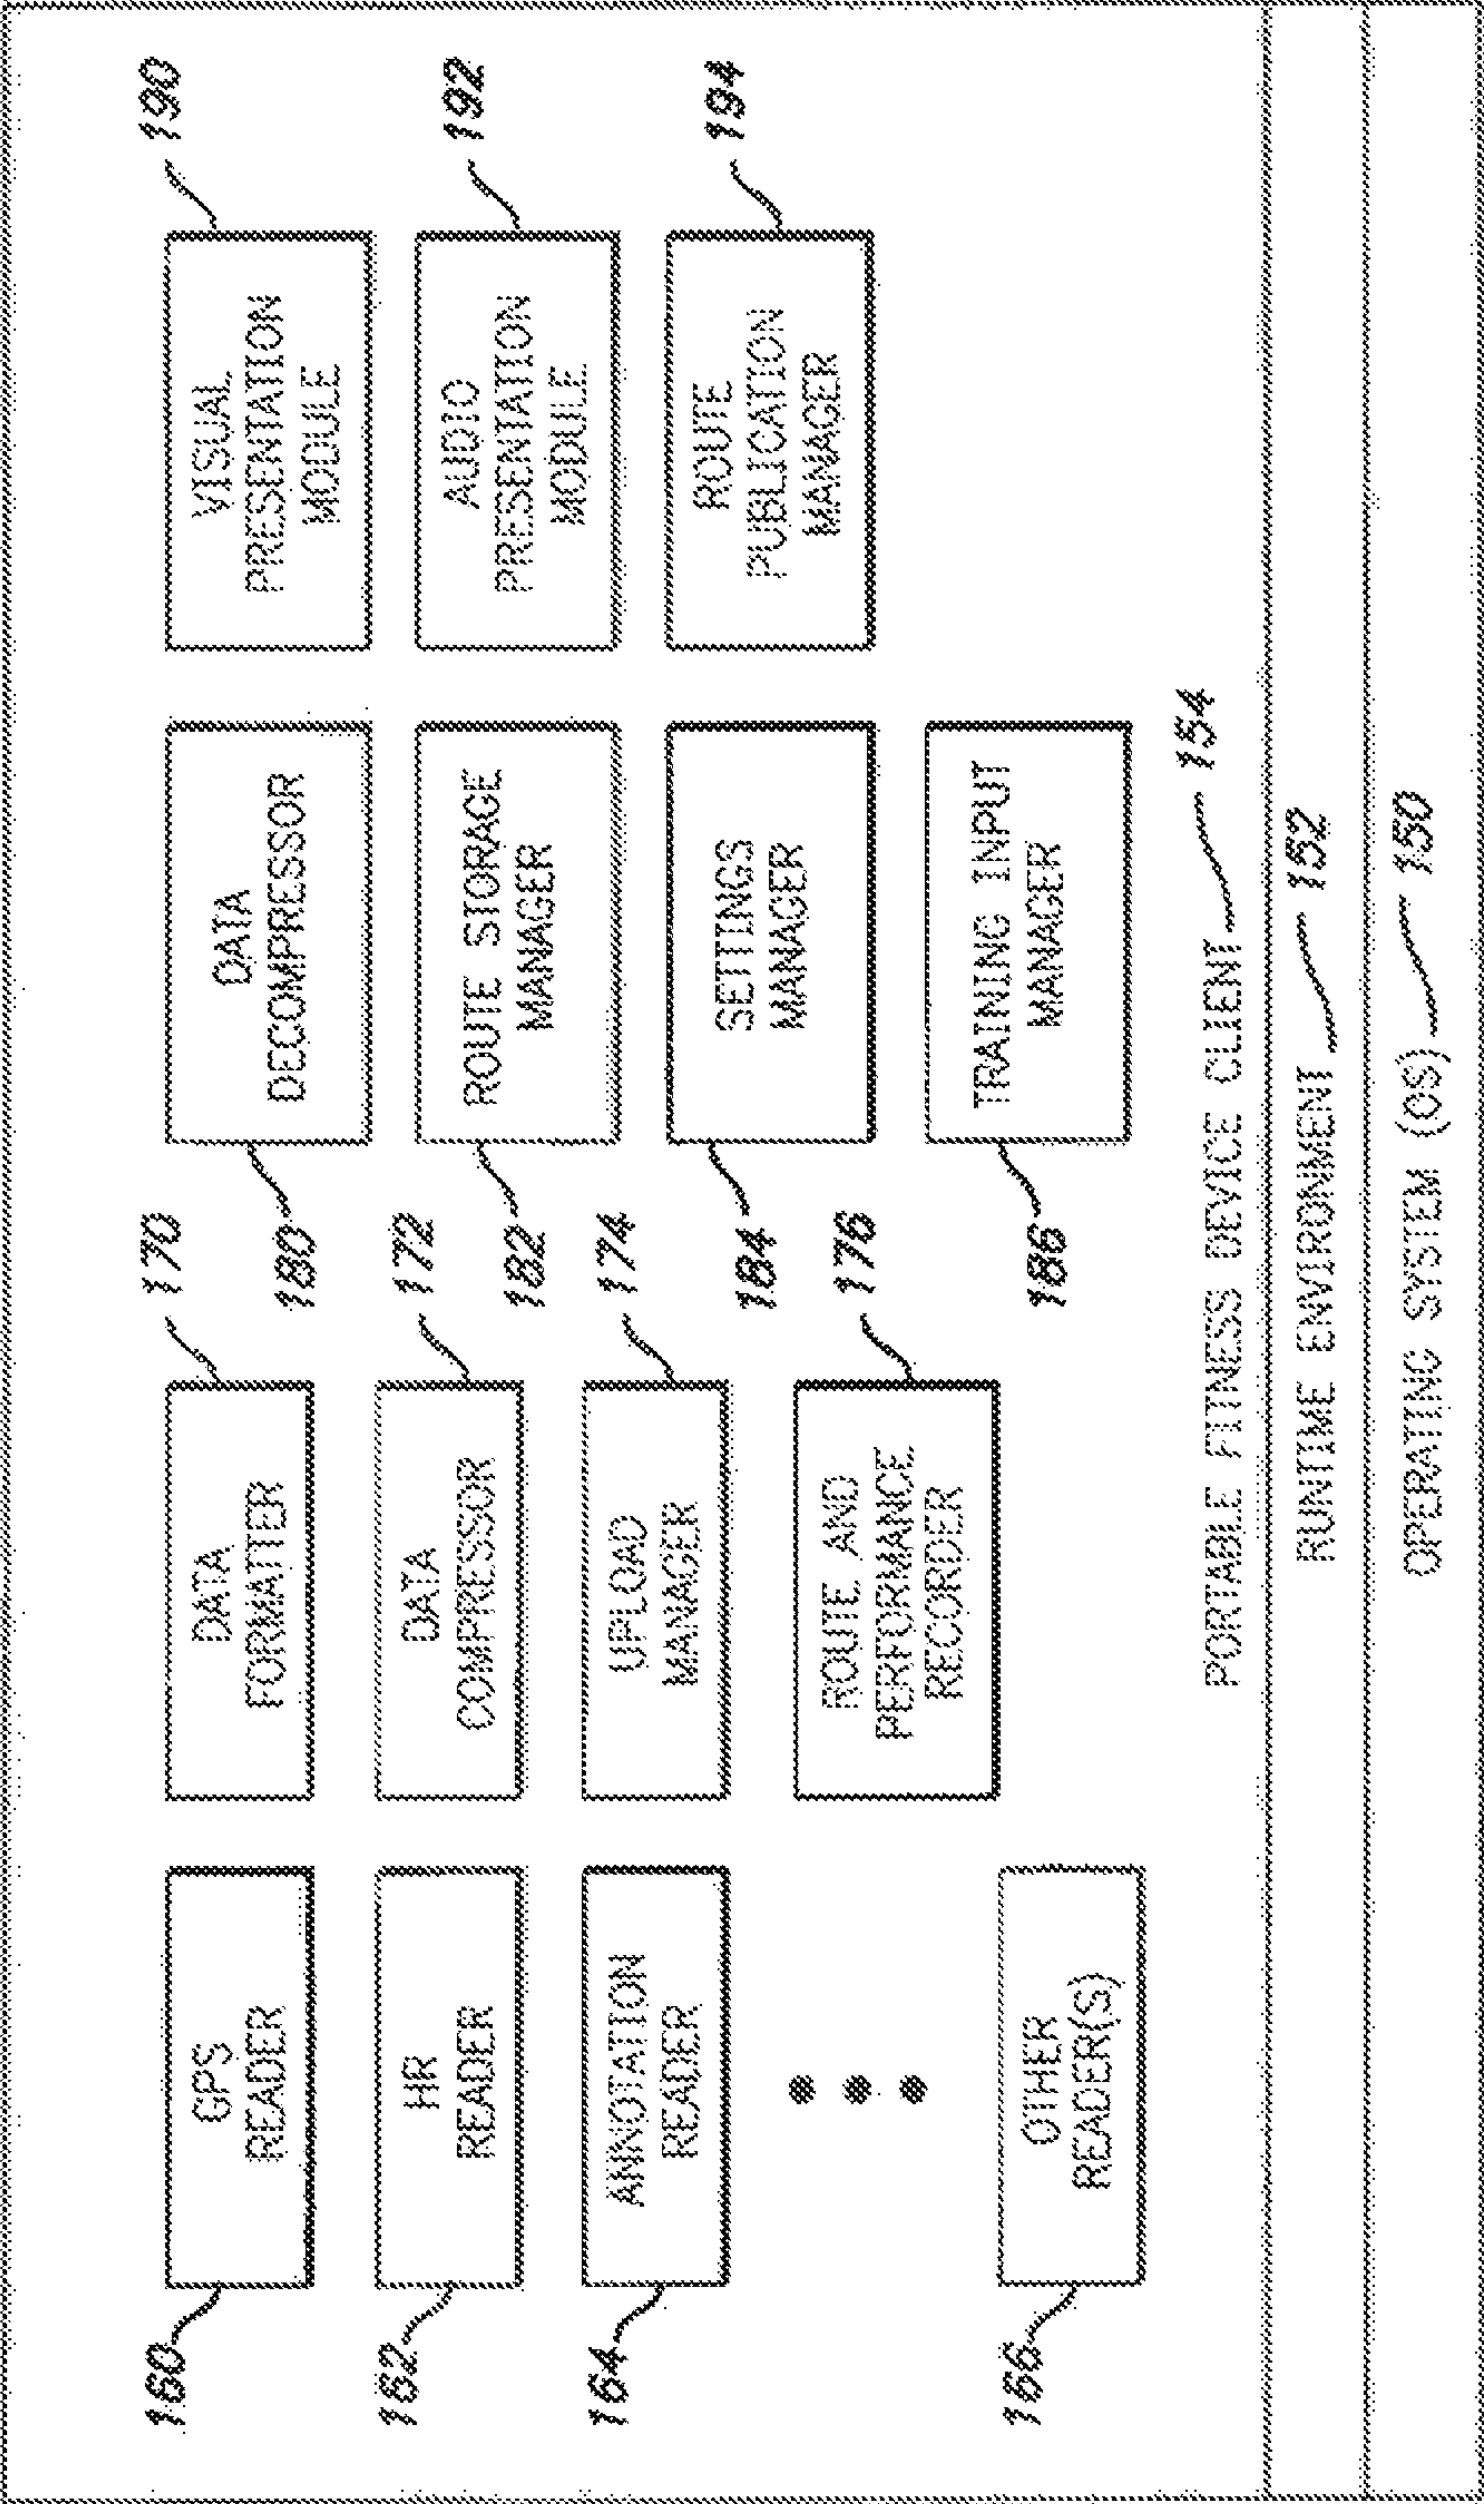 160
GPS
READER
162
HR
READER
164
ANNOTATION
READER
166
OTHER
READER(S)
170
DATA
FORMATTER
172
DATA
COMPRESSOR
174
UPLOAD
MANAGER
176
ROUTE AND
PERFORMANCE
RECORDER
180
DATA
DECOMPRESSOR
182
ROUTE STORAGE
MANAGER
184
SETTINGS
MANAGER
186
TRAINING INPUT
MANAGER
190
VISUAL
PRESENTATION
MODULE
192
AUDIO
PRESENTATION
MODULE
194
ROUTE
PUBLICATION
MANAGER
PORTABLE FITNESS DEVICE CLIENT 154
RUNTIME ENVIRONMENT 152
OPERATING SYSTEM (OS) 150